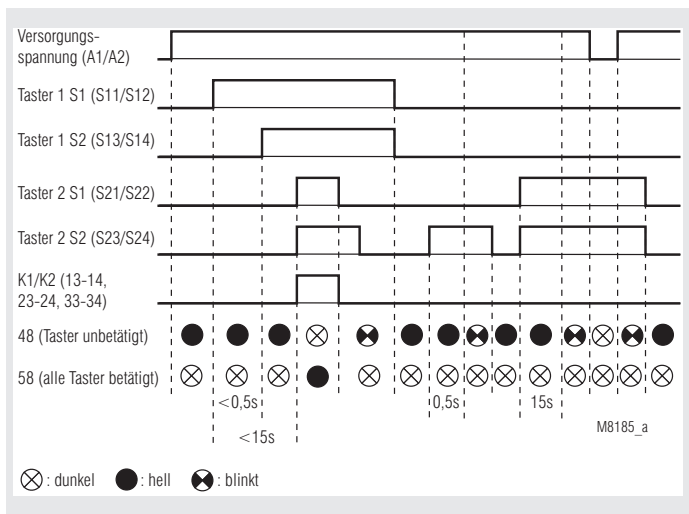 Versorgungs-
spannung (A1/A2)
Taster 1 S1 (S11/S12)
Taster 1 S2 (S13/S14)
Taster 2 S1 (S21/S22)
Taster 2 S2 (S23/S24)
K1/K2 (13-14,
23-24, 33-34)
48 (Taster unbetätigt)
58 (alle Taster betätigt)
<0,5s 0,5s 15s
<15s
M8185_a
: dunkel : hell : blinkt